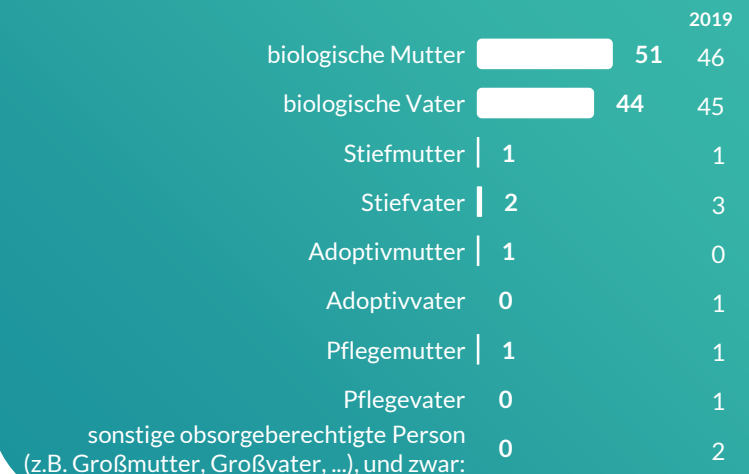 2019
biologische Mutter 51 46
biologische Vater 44 45
Stiefmutter 1 1
Stiefvater 2 3
Adoptivmutter 1 0
Adoptivvater 0 1
Pflegemutter 1 1
Pflegevater 0 1
sonstige obsorgeberechtigte Person
(z.B. Großmutter, Großvater, ...), und zwar: 0 2